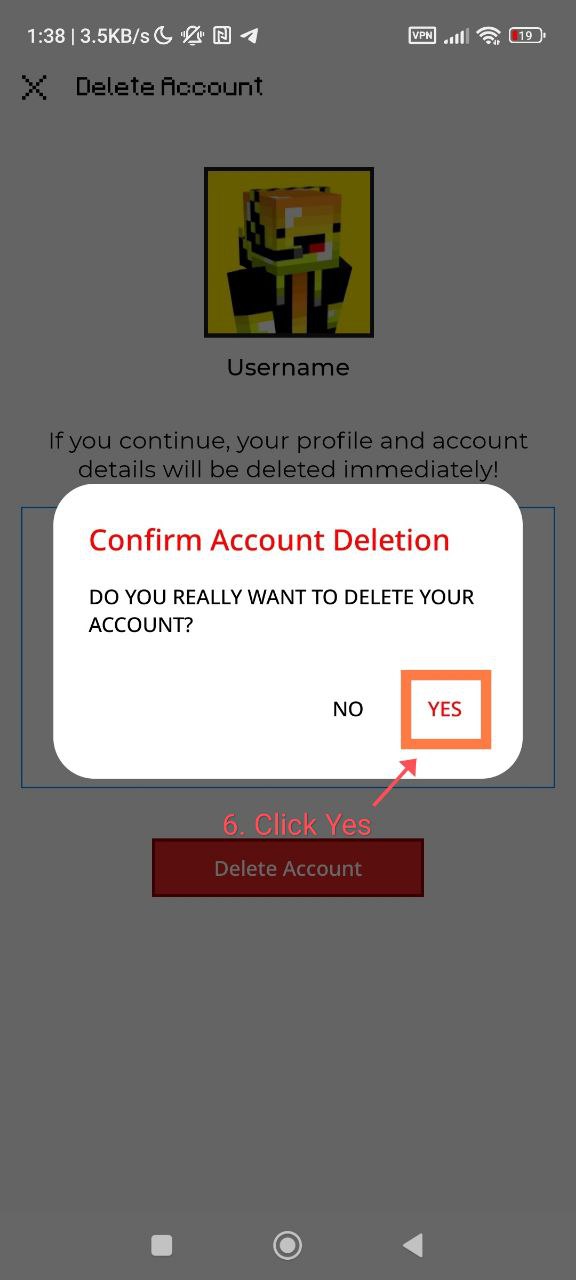 1:38 | 3.5KB/s
VPN
19
Delete Account
Username
If you continue, your profile and account
details will be deleted immediately!
Confirm Account Deletion
DO YOU REALLY WANT TO DELETE YOUR
ACCOUNT?
NO
YES
6. Click Yes
Delete Account